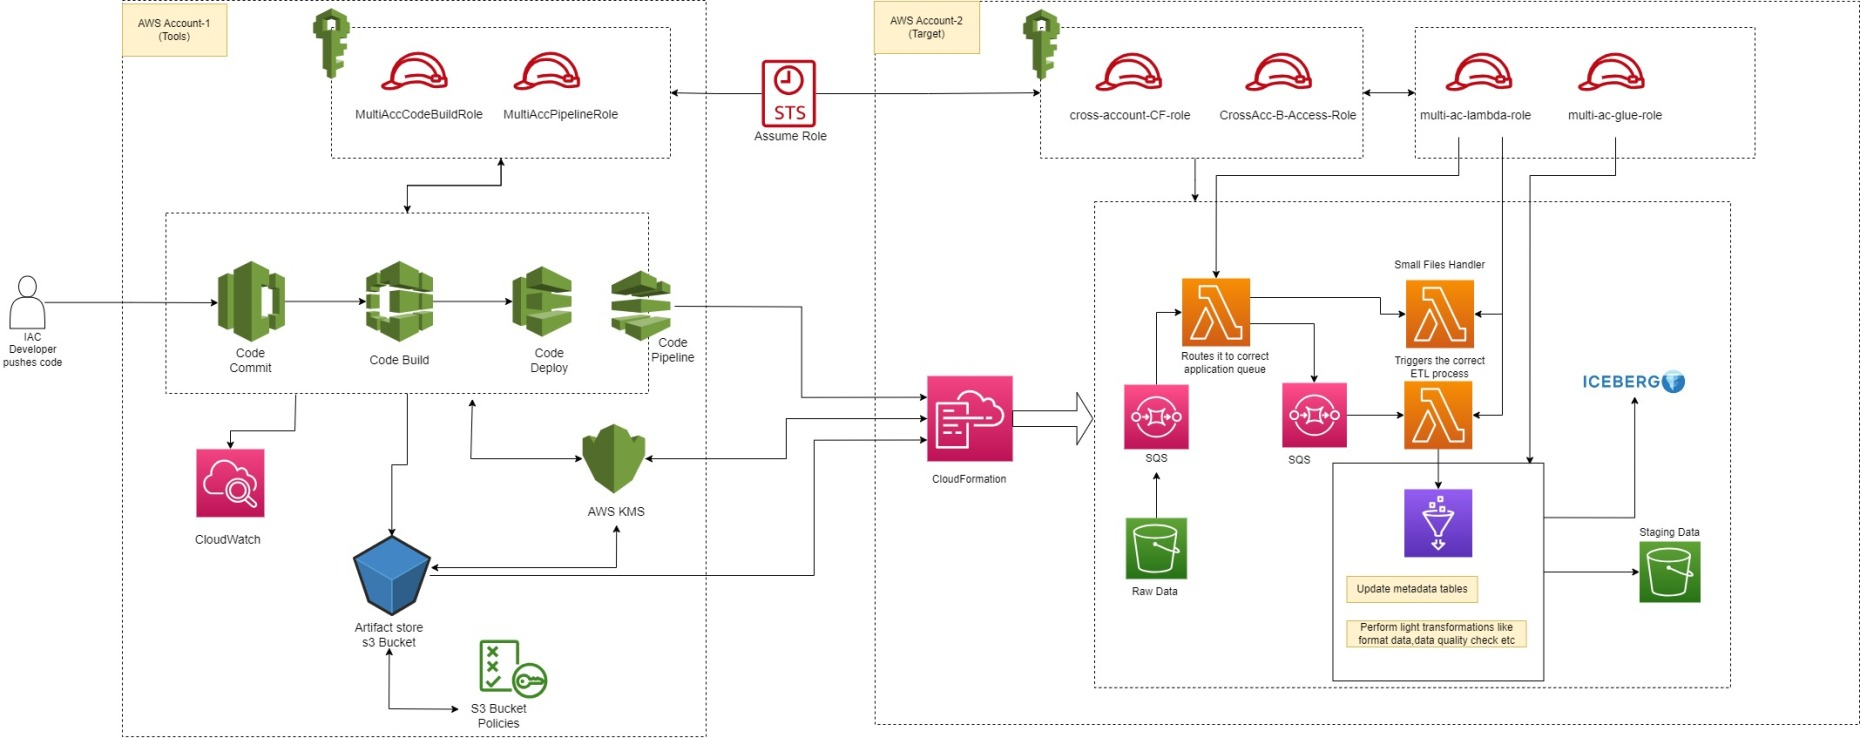 AWS Account-1
(Tools)
MultiAccCodeBuildRole
MultiAccPipelineRole
STS
Assume Role
AWS Account-2
(Target)
cross-account-CF-role
CrossAcc-B-Access-Role
multi-ac-lambda-role
multi-ac-glue-role
IAC
Developer
pushes code
Code
Commit
Code Build
Code
Deploy
Code
Pipeline
CloudWatch
AWS KMS
Artifact store
s3 Bucket
S3 Bucket
Policies
CloudFormation
Small Files Handler
Routes it to correct
application queue
Triggers the correct
ETL process
SQS
SQS
Raw Data
ICEBERG
Staging Data
Update metadata tables
Perform light transformations like
format data,data quality check etc